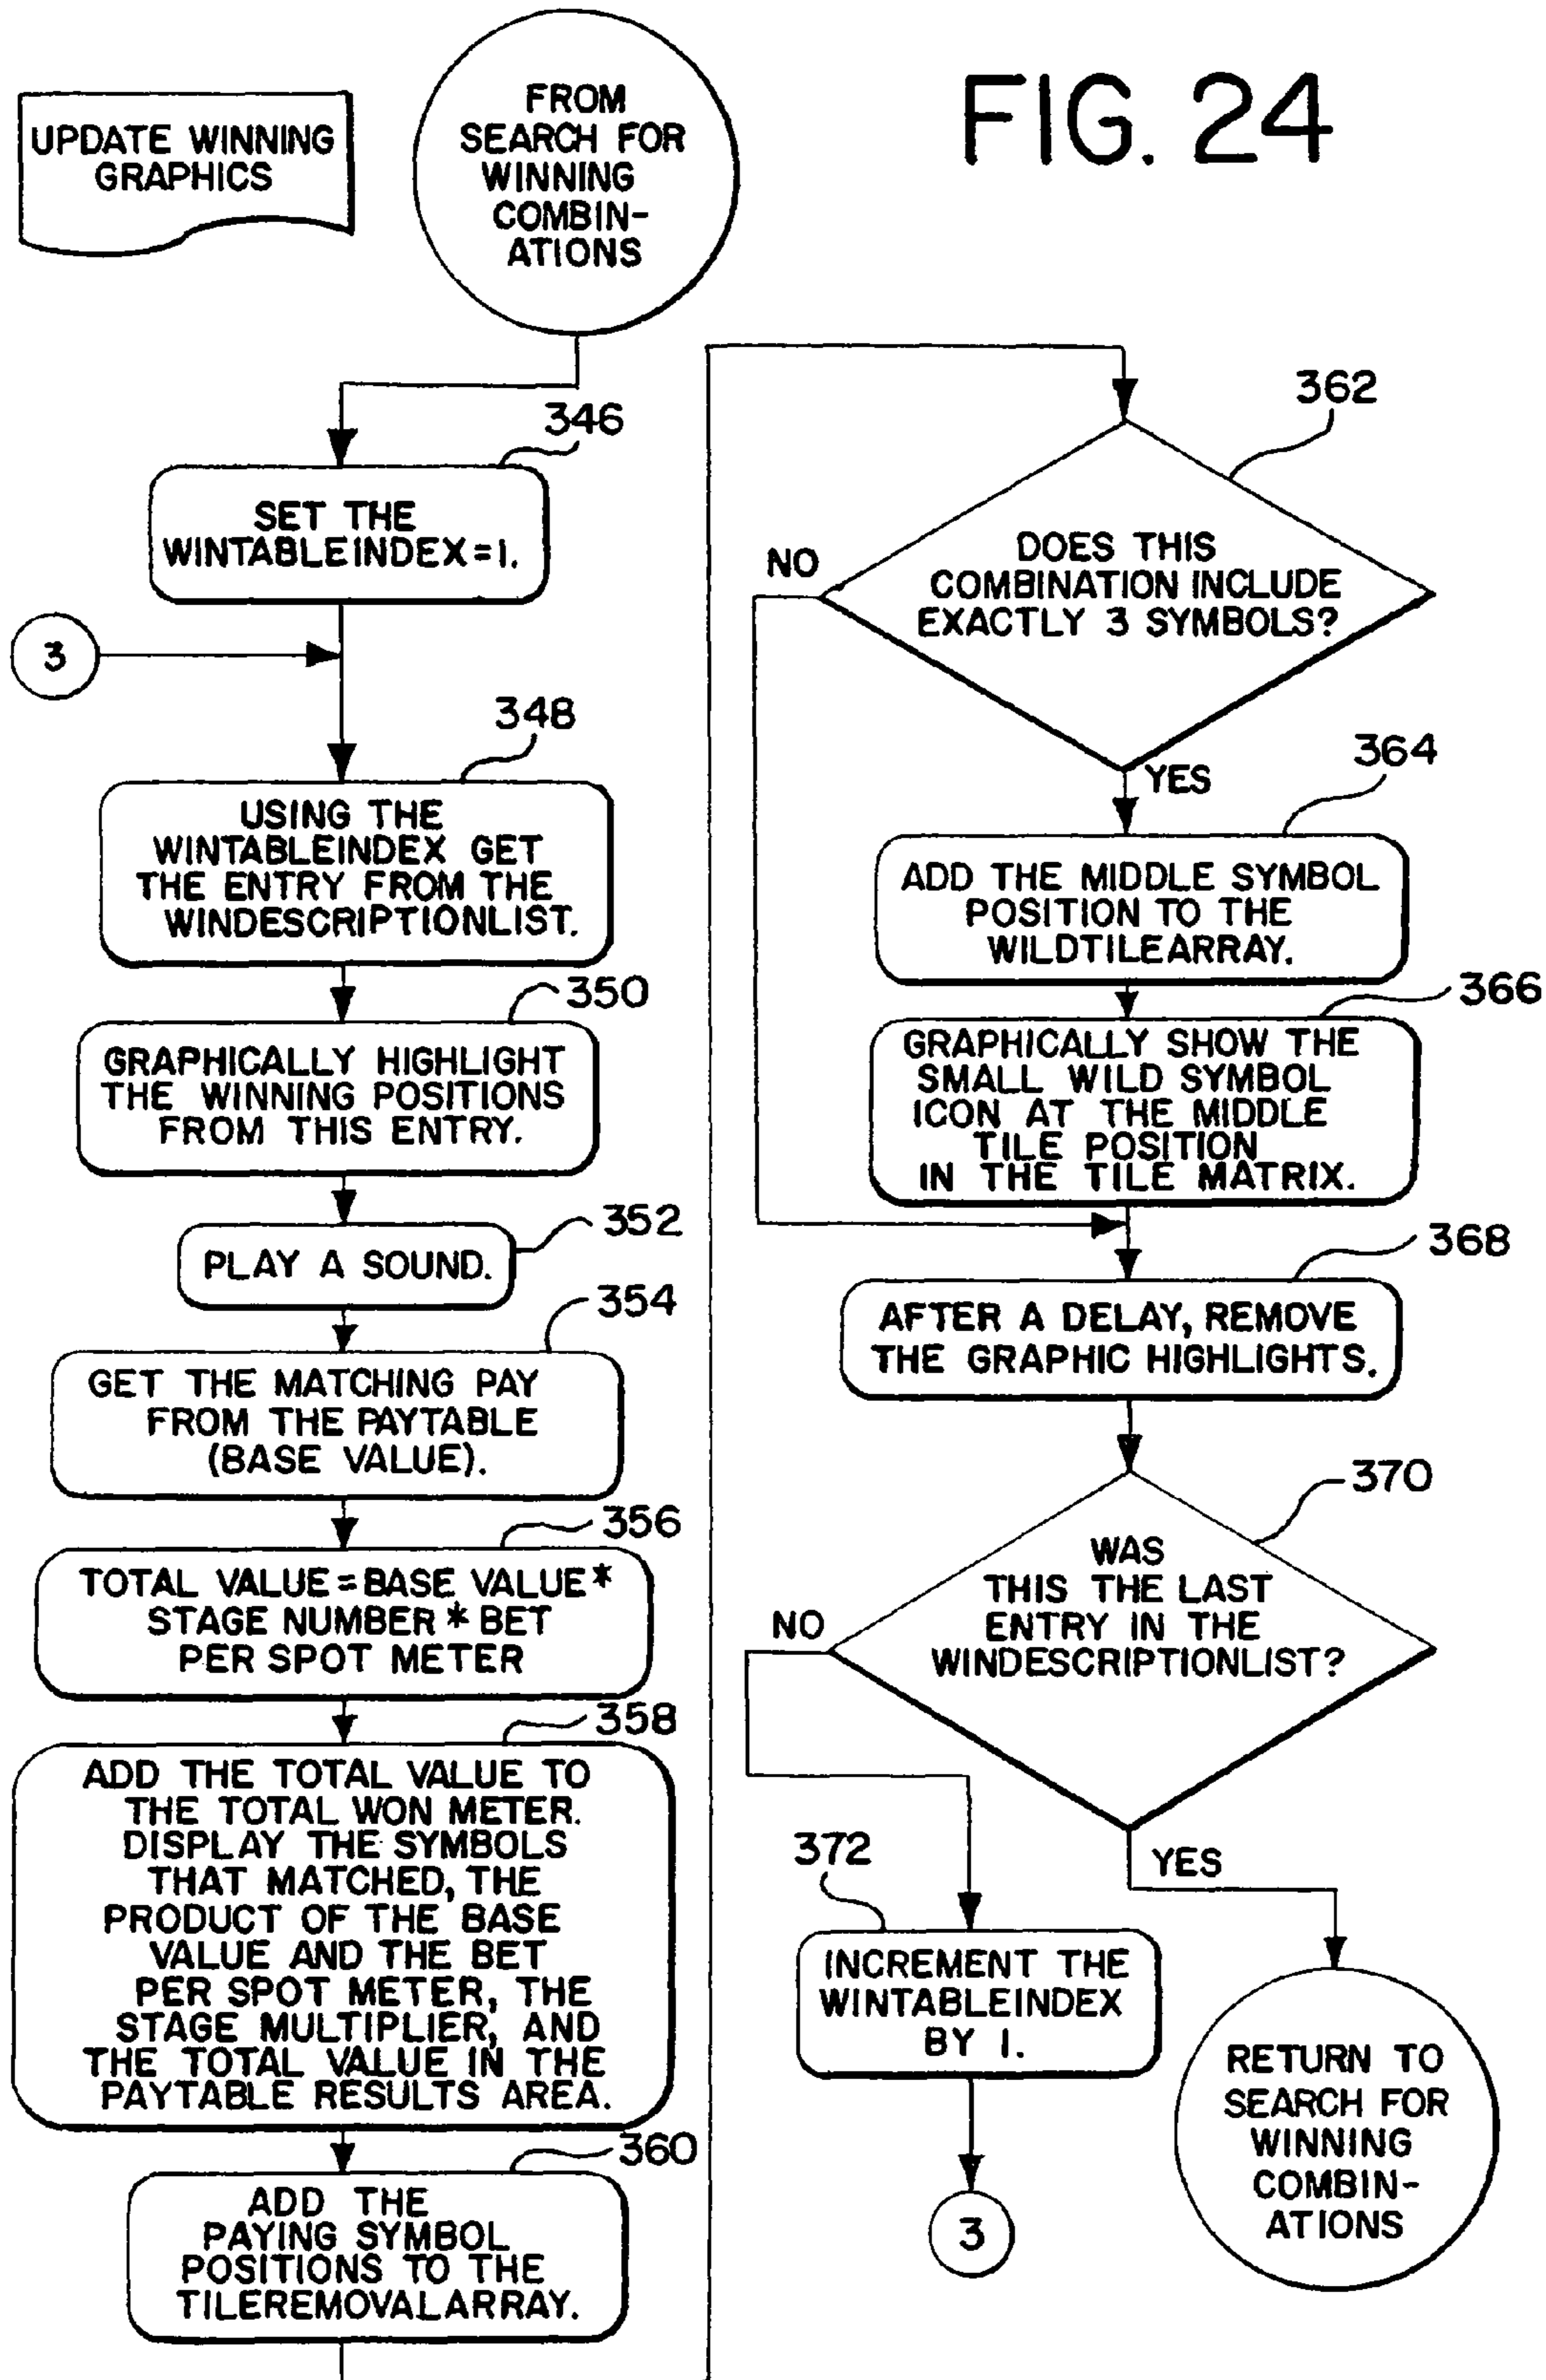 FIG. 24
UPDATE WINNING
GRAPHICS
FROM
SEARCH FOR
WINNING
COMBIN-
ATIONS
346
SET THE
WINTABLEINDEX=1.
3
348
USING THE
WINTABLEINDEX GET
THE ENTRY FROM THE
WINDESCRIPTIONLIST.
350
GRAPHICALLY HIGHLIGHT
THE WINNING POSITIONS
FROM THIS ENTRY.
352
PLAY A SOUND.
354
GET THE MATCHING PAY
FROM THE PAYTABLE
(BASE VALUE).
356
TOTAL VALUE=BASE VALUE*
STAGE NUMBER * BET
PER SPOT METER
358
ADD THE TOTAL VALUE TO
THE TOTAL WON METER.
DISPLAY THE SYMBOLS
THAT MATCHED, THE
PRODUCT OF THE BASE
VALUE AND THE BET
PER SPOT METER, THE
STAGE MULTIPLIER, AND
THE TOTAL VALUE IN THE
PAYTABLE RESULTS AREA.
360
ADD THE
PAYING SYMBOL
POSITIONS TO THE
TILEREMOVALARRAY.
362
DOES THIS
COMBINATION INCLUDE
EXACTLY 3 SYMBOLS?
NO
YES
364
ADD THE MIDDLE SYMBOL
POSITION TO THE
WILDTILEARRAY.
366
GRAPHICALLY SHOW THE
SMALL WILD SYMBOL
ICON AT THE MIDDLE
TILE POSITION
IN THE TILE MATRIX.
368
AFTER A DELAY, REMOVE
THE GRAPHIC HIGHLIGHTS.
370
WAS
THIS THE LAST
ENTRY IN THE
WINDESCRIPTIONLIST?
NO
YES
372
INCREMENT THE
WINTABLEINDEX
BY 1.
3
RETURN TO
SEARCH FOR
WINNING
COMBIN-
ATIONS